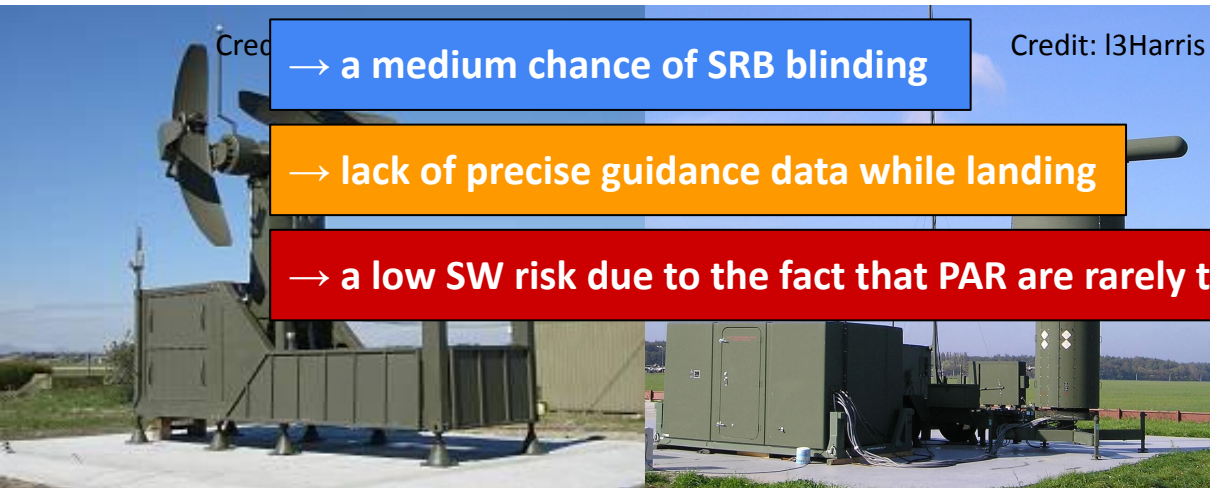 Credit: l3Harris
→ a medium chance of SRB blinding
→ lack of precise guidance data while landing
→ a low SW risk due to the fact that PAR are rarely